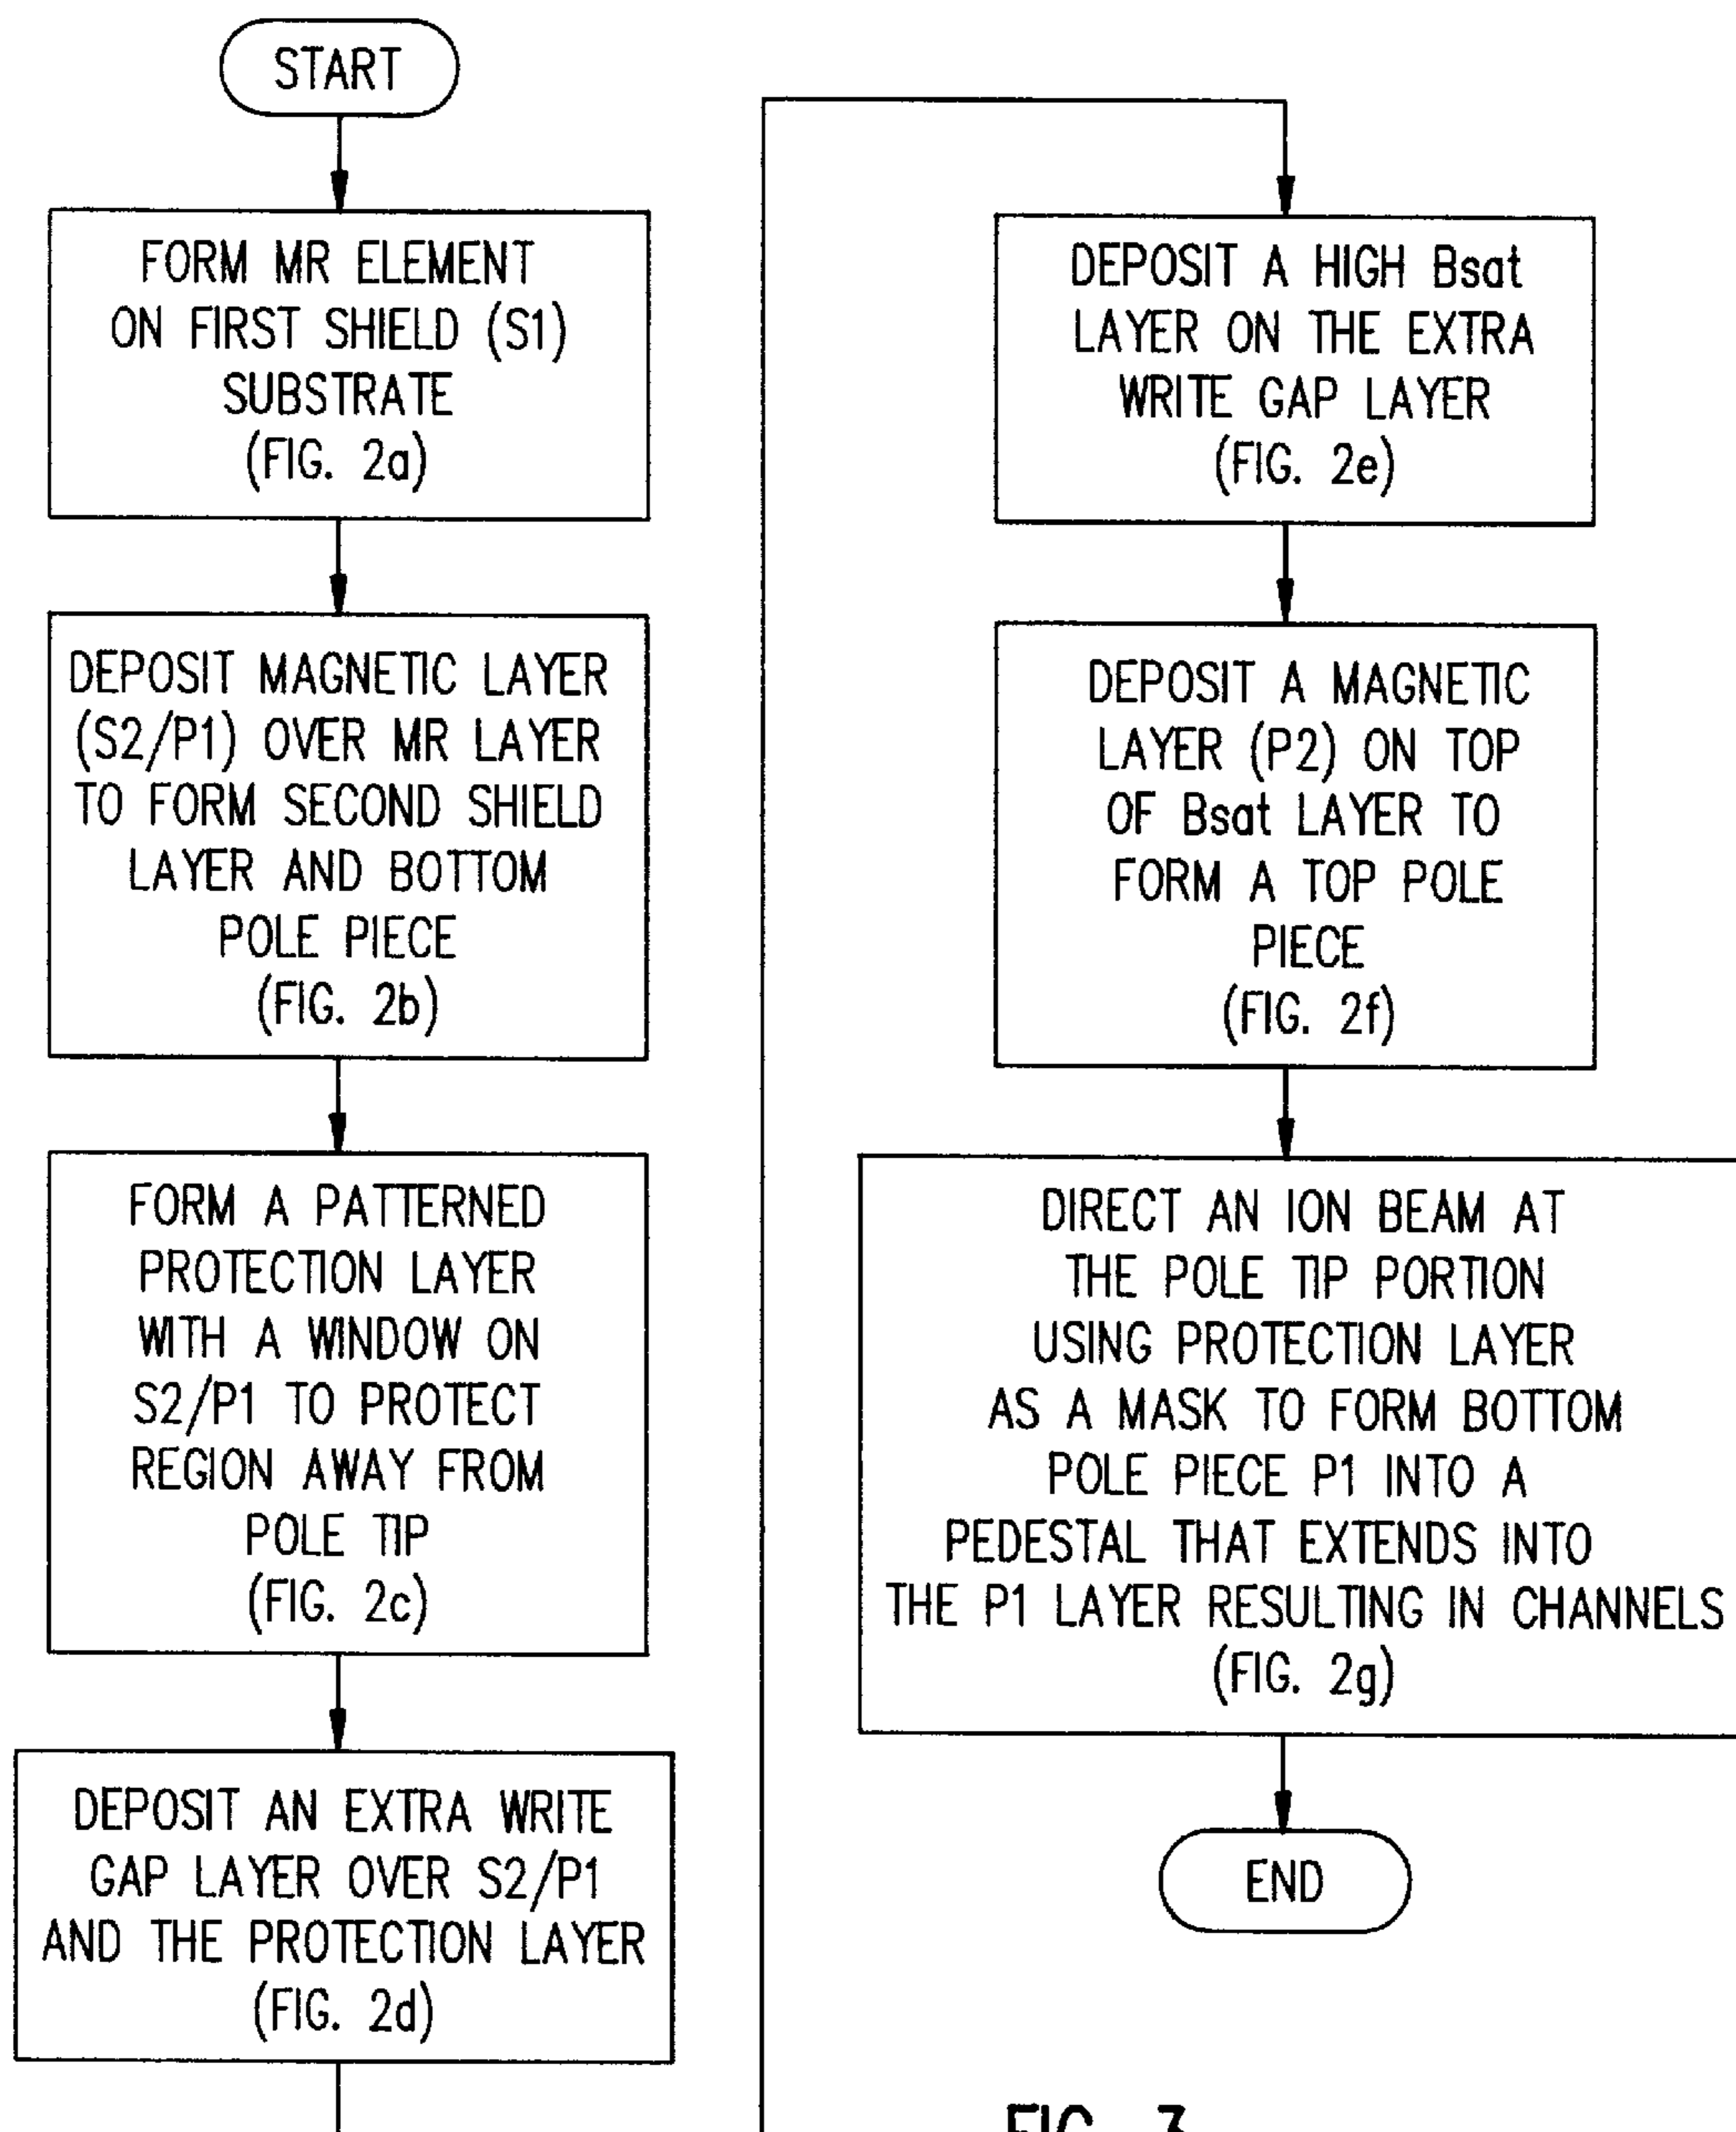 START
FORM MR ELEMENT
ON FIRST SHIELD (S1)
SUBSTRATE
(FIG. 2a)
DEPOSIT MAGNETIC LAYER
(S2/P1) OVER MR LAYER
TO FORM SECOND SHIELD
LAYER AND BOTTOM
POLE PIECE
(FIG. 2b)
FORM A PATTERNED
PROTECTION LAYER
WITH A WINDOW ON
S2/P1 TO PROTECT
REGION AWAY FROM
POLE TIP
(FIG. 2c)
DEPOSIT AN EXTRA WRITE
GAP LAYER OVER S2/P1
AND THE PROTECTION LAYER
(FIG. 2d)
DEPOSIT A HIGH Bsat
LAYER ON THE EXTRA
WRITE GAP LAYER
(FIG. 2e)
DEPOSIT A MAGNETIC
LAYER (P2) ON TOP
OF Bsat LAYER TO
FORM A TOP POLE
PIECE
(FIG. 2f)
DIRECT AN ION BEAM AT
THE POLE TIP PORTION
USING PROTECTION LAYER
AS A MASK TO FORM BOTTOM
POLE PIECE P1 INTO A
PEDESTAL THAT EXTENDS INTO
THE P1 LAYER RESULTING IN CHANNELS
(FIG. 2g)
END
FIG. 3